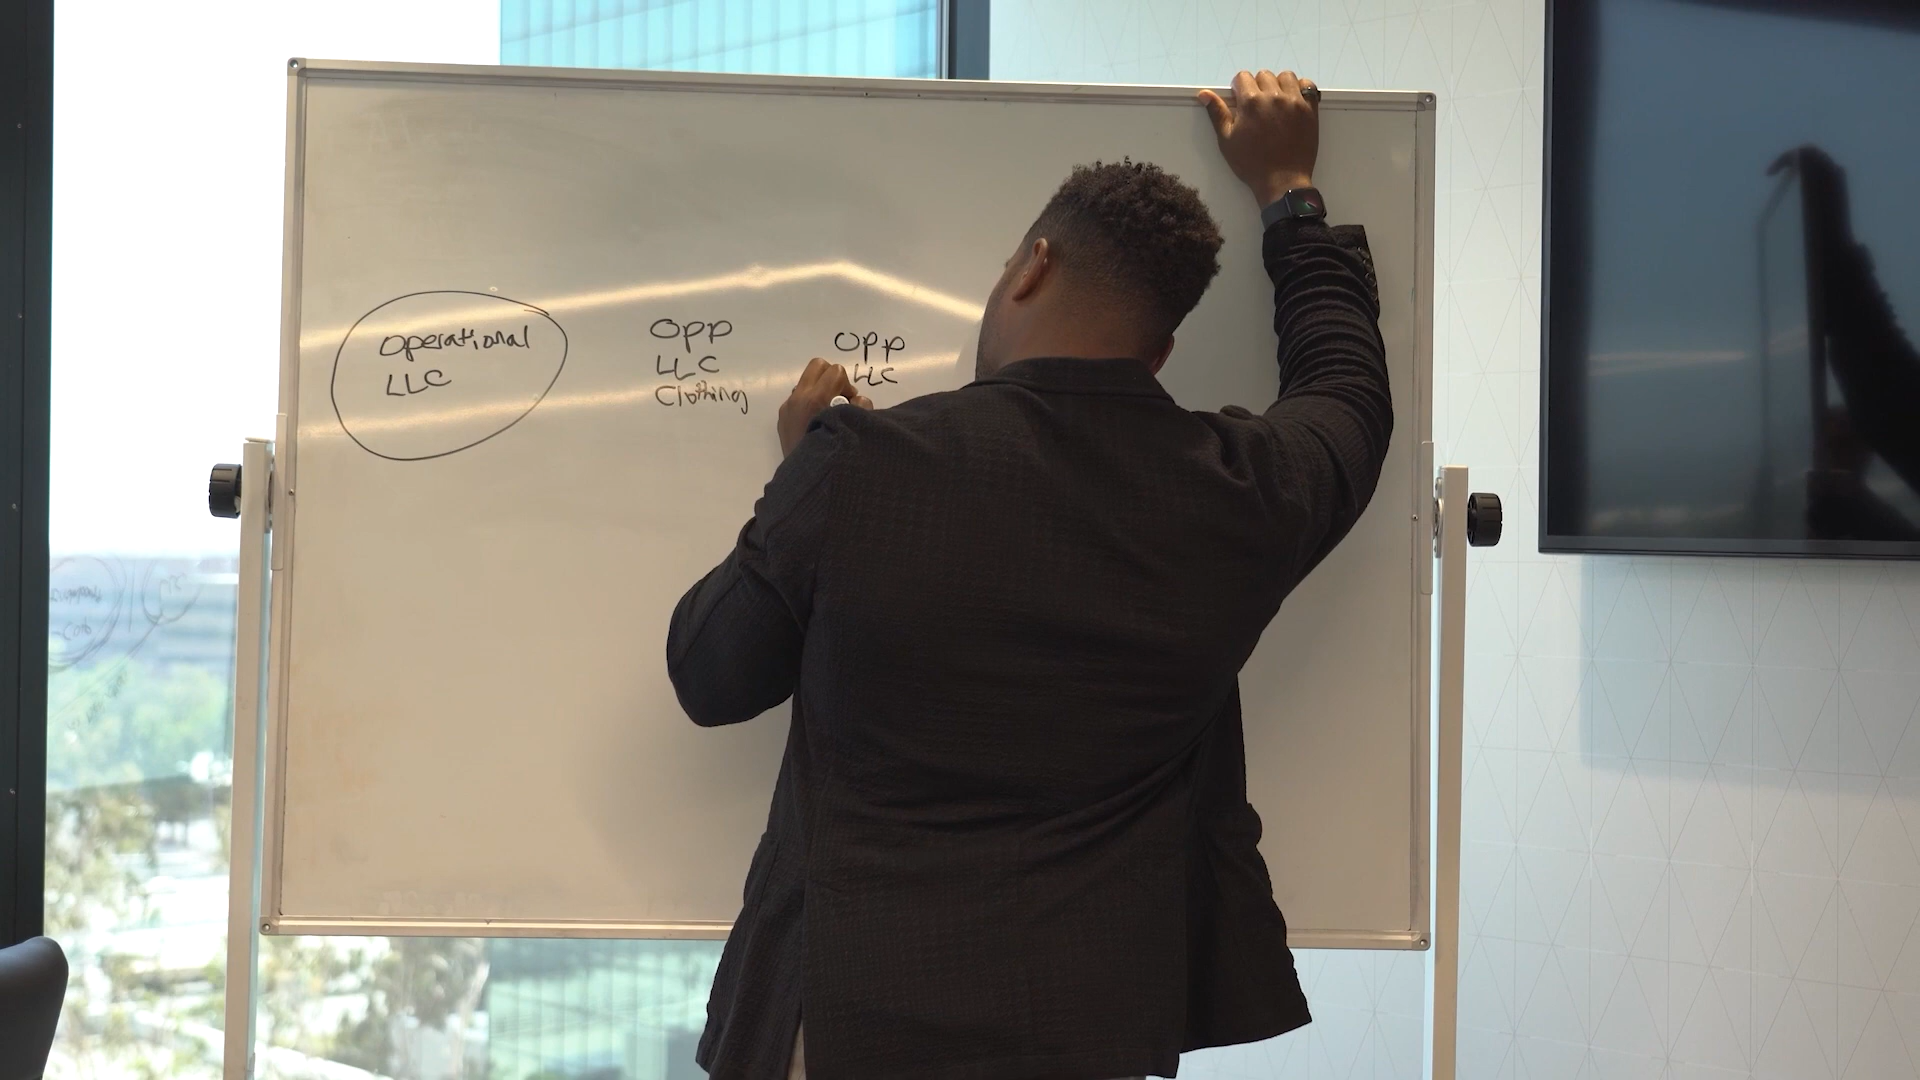 Operational
LLC
Opp
LLC
Clothing
Opp
LLC